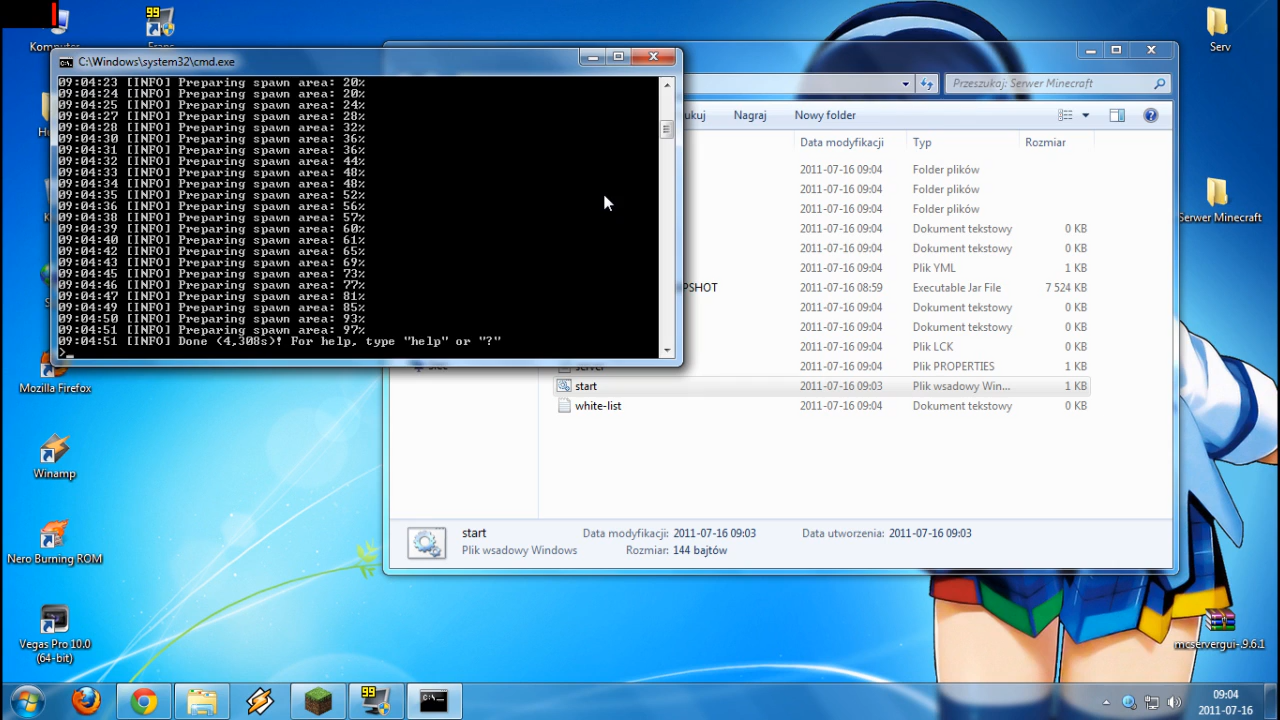 Komputer
99
Fraps
Serv
C:\Windows\system32\cmd.exe
09:04:23 [INFO] Preparing spawn area: 20%
09:04:24 [INFO] Preparing spawn area: 20%
09:04:25 [INFO] Preparing spawn area: 24%
09:04:27 [INFO] Preparing spawn area: 28%
09:04:28 [INFO] Preparing spawn area: 32%
09:04:30 [INFO] Preparing spawn area: 36%
09:04:31 [INFO] Preparing spawn area: 36%
09:04:32 [INFO] Preparing spawn area: 44%
09:04:33 [INFO] Preparing spawn area: 48%
09:04:34 [INFO] Preparing spawn area: 48%
09:04:35 [INFO] Preparing spawn area: 52%
09:04:36 [INFO] Preparing spawn area: 56%
09:04:38 [INFO] Preparing spawn area: 57%
09:04:39 [INFO] Preparing spawn area: 60%
09:04:40 [INFO] Preparing spawn area: 61%
09:04:42 [INFO] Preparing spawn area: 65%
09:04:43 [INFO] Preparing spawn area: 69%
09:04:45 [INFO] Preparing spawn area: 73%
09:04:46 [INFO] Preparing spawn area: 77%
09:04:47 [INFO] Preparing spawn area: 81%
09:04:49 [INFO] Preparing spawn area: 85%
09:04:50 [INFO] Preparing spawn area: 93%
09:04:51 [INFO] Preparing spawn area: 97%
09:04:51 [INFO] Done (4,308s)! For help, type "help" or "?"
>_
Przeszukaj: Serwer Minecraft
ukuj Nagraj Nowy folder
Data modyfikacji Typ Rozmiar
2011-07-16 09:04 Folder plików
2011-07-16 09:04 Folder plików
2011-07-16 09:04 Folder plików
2011-07-16 09:04 Dokument tekstowy 0 KB
2011-07-16 09:04 Dokument tekstowy 0 KB
2011-07-16 09:04 Plik YML 1 KB
PSHOT 2011-07-16 08:59 Executable Jar File 7 524 KB
2011-07-16 09:04 Dokument tekstowy 0 KB
2011-07-16 09:04 Dokument tekstowy 0 KB
2011-07-16 09:04 Plik LCK 0 KB
server 2011-07-16 09:04 Plik PROPERTIES 1 KB
start 2011-07-16 09:03 Plik wsadowy Win... 1 KB
white-list 2011-07-16 09:04 Dokument tekstowy 0 KB
start Data modyfikacji: 2011-07-16 09:03 Data utworzenia: 2011-07-16 09:03
Plik wsadowy Windows Rozmiar: 144 bajtów
Serwer Minecraft
Mozilla Firefox
Winamp
Nero Burning ROM
Vegas Pro 10.0
(64-bit)
mcservergui-.9.6.1
99
09:04
2011-07-16